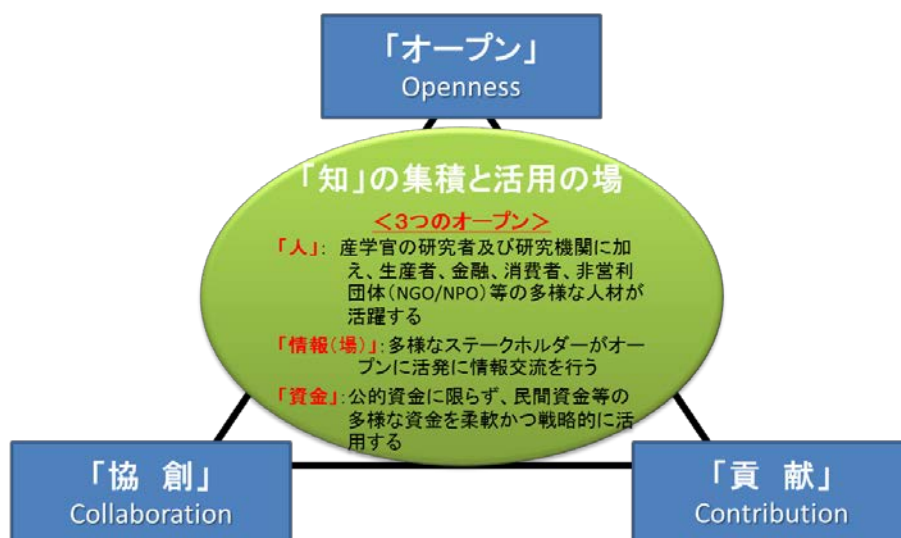 「オープン」
Openness
「知」の集積と活用の場
＜３つのオープン＞
「人」： 産学官の研究者及び研究機関に加
え、生産者、金融、消費者、非営利
団体（NGO/NPO）等の多様な人材が
活躍する
「情報（場）」：多様なステークホルダーがオー
プンに活発に情報交流を行う
「資金」：公的資金に限らず、民間資金等の
多様な資金を柔軟かつ戦略的に活
用する
「協　創」
Collaboration
「貢　献」
Contribution